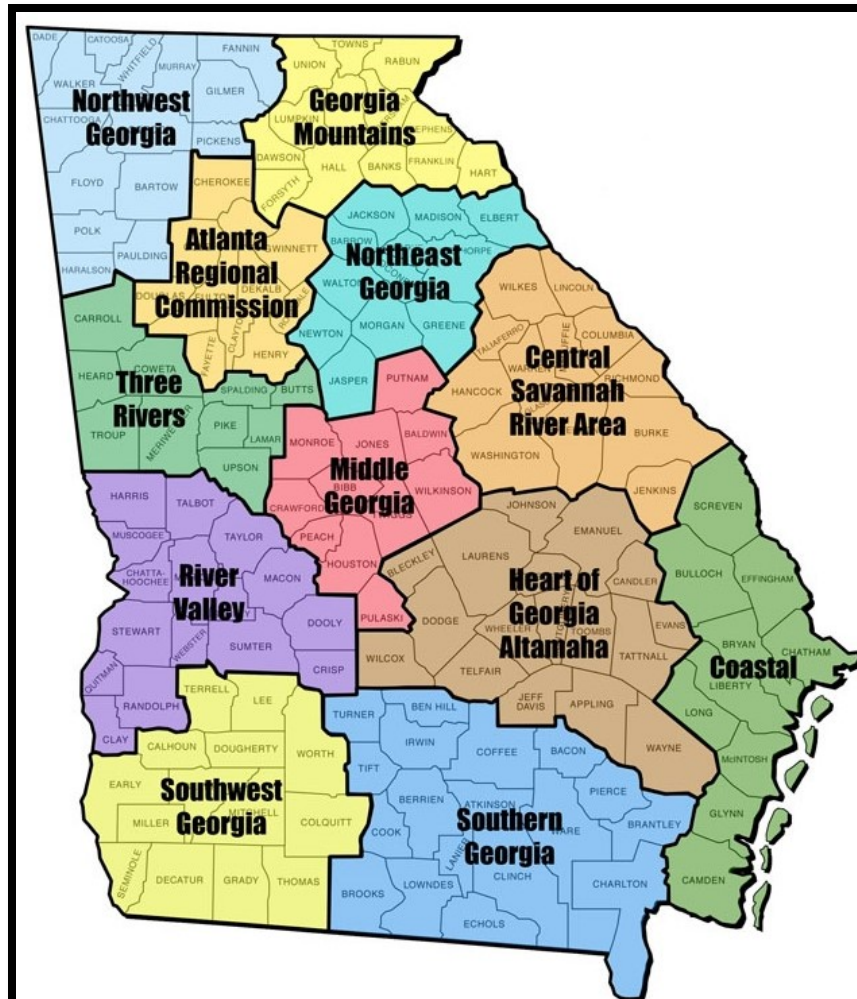 DADE
CATOOSA
WHITFIELD
FANNIN
MURRAY
WALKER
GILMER
CHATTOOGA
Northwest
Georgia
PICKENS
FLOYD
BARTOW
POLK
PAULDING
HARALSON
TOWNS
UNION
RABUN
LUMPKIN
Georgia
Mountains
DAWSON
HALL
BANKS
FRANKLIN
HART
FORSYTH
CHEROKEE
Atlanta
Regional
Commission
GWINNETT
DOUGLAS
FULTON
DEKALB
CLAYTON
FAYETTE
HENRY
JACKSON
MADISON
ELBERT
BARROW
Northeast
Georgia
WALTON
NEWTON
MORGAN
GREENE
JASPER
WILKES
LINCOLN
TALIAFERRO
COLUMBIA
Central
Savannah
River Area
WARREN
RICHMOND
HANCOCK
WASHINGTON
BURKE
JENKINS
CARROLL
HEARD
COWETA
Three
Rivers
SPALDING
BUTTS
TROUP
MERIWETHER
PIKE
LAMAR
UPSON
PUTNAM
MONROE
JONES
BALDWIN
Middle
Georgia
BIBB
WILKINSON
CRAWFORD
PEACH
HOUSTON
PULASKI
HARRIS
TALBOT
MUSCOGEE
TAYLOR
CHATTA-
HOOCHEE
River
Valley
MACON
STEWART
WEBSTER
DOOLY
SUMTER
CRISP
QUITMAN
RANDOLPH
CLAY
JOHNSON
EMANUEL
BLECKLEY
LAURENS
Heart of
Georgia
Altamaha
CANDLER
DODGE
WHEELER
TOOMBS
EVANS
TATTNALL
WILCOX
TELFAIR
JEFF
DAVIS
APPLING
WAYNE
SCREVEN
BULLOCH
EFFINGHAM
BRYAN
CHATHAM
Coastal
LIBERTY
LONG
McINTOSH
GLYNN
CAMDEN
TERRELL
LEE
CALHOUN
DOUGHERTY
WORTH
EARLY
Southwest
Georgia
MITCHELL
MILLER
COLQUITT
SEMINOLE
DECATUR
GRADY
THOMAS
TURNER
BEN HILL
IRWIN
COFFEE
BACON
TIFT
PIERCE
BERRIEN
ATKINSON
Southern
Georgia
COOK
WARE
BRANTLEY
LANIER
CLINCH
BROOKS
LOWNDES
CHARLTON
ECHOLS